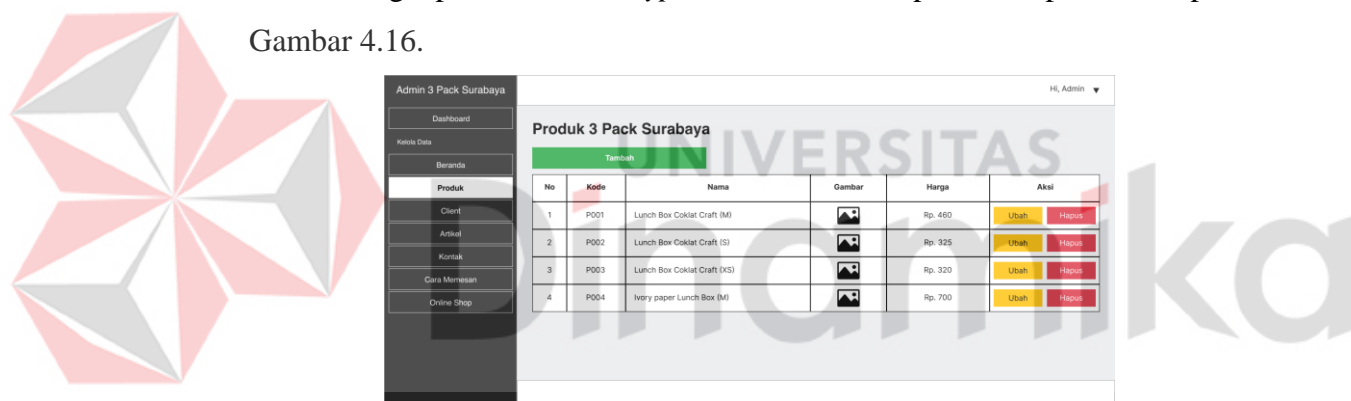 Gambar 4.16.
Admin 3 Pack Surabaya
Hi, Admin
Dashboard
Kelola Data
Beranda
Produk
Client
Artikel
Kontak
Cara Memesan
Online Shop
Produk 3 Pack Surabaya
Tambah
No Kode Nama Gambar Harga Aksi
1 P001 Lunch Box Coklat Craft (M) Rp. 460 Ubah Hapus
2 P002 Lunch Box Coklat Craft (S) Rp. 325 Ubah Hapus
3 P003 Lunch Box Coklat Craft (XS) Rp. 320 Ubah Hapus
4 P004 Ivory paper Lunch Box (M) Rp. 700 Ubah Hapus
UNIVERSITAS
Dinamika